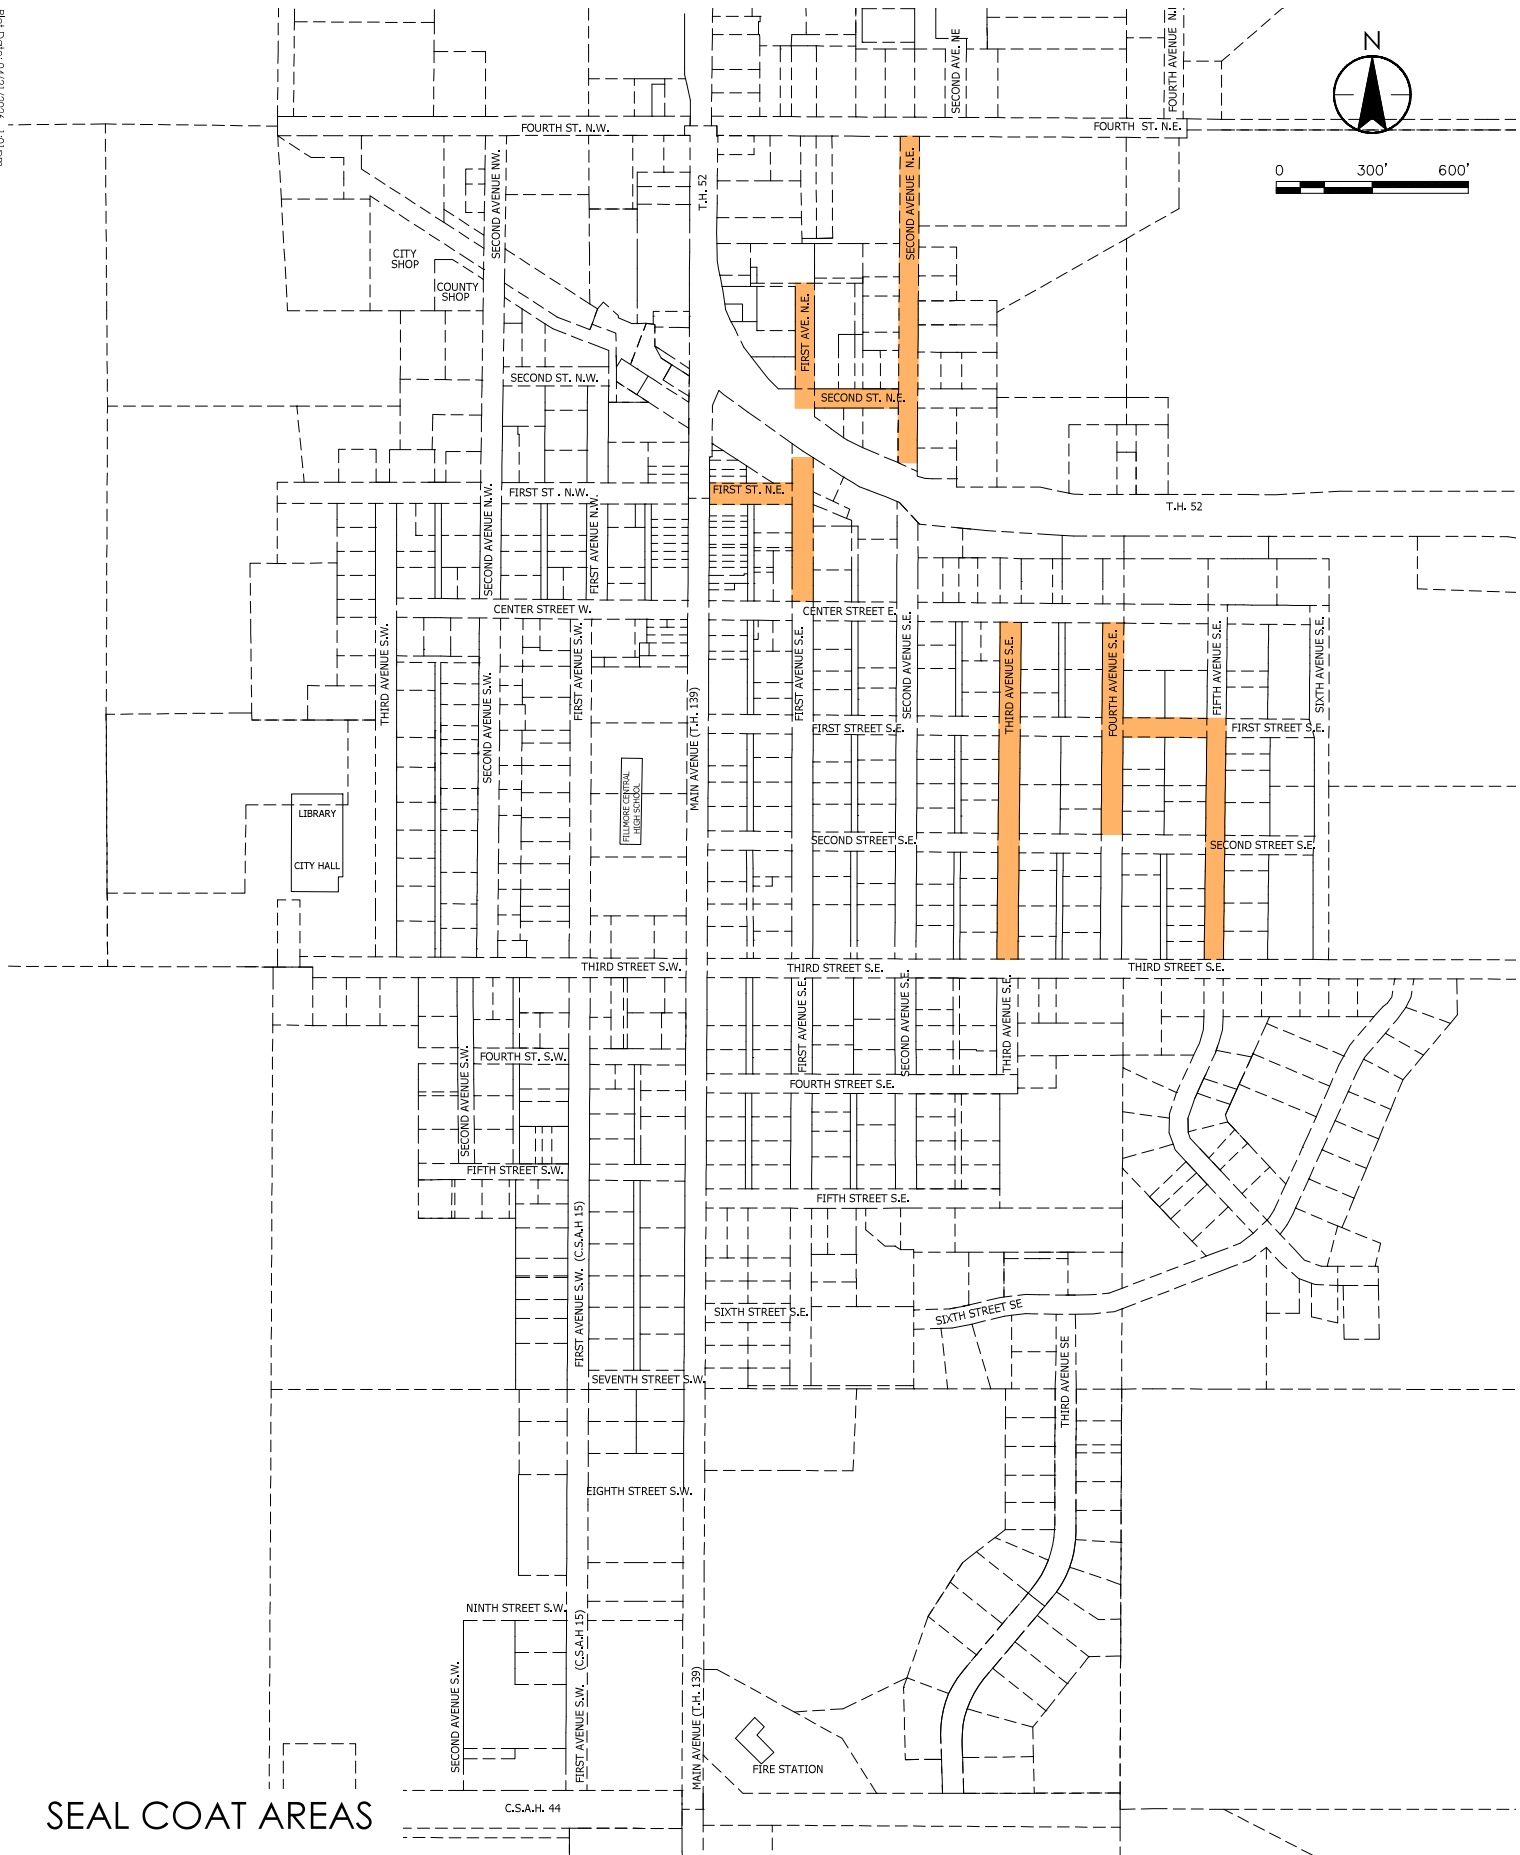 SECOND AVE. NE
FOURTH AVENUE N.
N
FOURTH ST. N.W.
FOURTH ST. N.E.
0 300' 600'
T.H. 52
SECOND AVENUE NW.
SECOND AVENUE N.E.
CITY
SHOP
COUNTY
SHOP
FIRST AVE. N.E.
SECOND ST. N.W.
SECOND ST. N.E.
FIRST ST . N.W.
FIRST ST. N.E.
T.H. 52
SECOND AVENUE N.W.
FIRST AVENUE N.W.
CENTER STREET W.
CENTER STREET E.
THIRD AVENUE S.W.
SECOND AVENUE S.W.
FIRST AVENUE S.W.
MAIN AVENUE (T.H. 139)
FIRST AVENUE S.E.
SECOND AVENUE S.E.
THIRD AVENUE S.E.
FOURTH AVENUE S.E.
FIFTH AVENUE S.E.
SIXTH AVENUE S.E.
FIRST STREET S.E.
FIRST STREET S.E.
FILLMORE CENTRAL
HIGH SCHOOL
LIBRARY
CITY HALL
SECOND STREET S.E.
SECOND STREET S.E.
THIRD STREET S.W.
THIRD STREET S.E.
THIRD STREET S.E.
FIRST AVENUE S.E.
SECOND AVENUE S.E.
THIRD AVENUE S.E.
SECOND AVENUE S.W.
FOURTH ST. S.W.
FOURTH STREET S.E.
FIFTH STREET S.W.
FIFTH STREET S.E.
FIRST AVENUE S.W. (C.S.A.H 15)
SIXTH STREET S.E.
SIXTH STREET SE
THIRD AVENUE SE
SEVENTH STREET S.W.
EIGHTH STREET S.W.
NINTH STREET S.W.
SECOND AVENUE S.W.
FIRST AVENUE S.W. (C.S.A.H 15)
MAIN AVENUE (T.H. 139)
FIRE STATION
C.S.A.H. 44
SEAL COAT AREAS